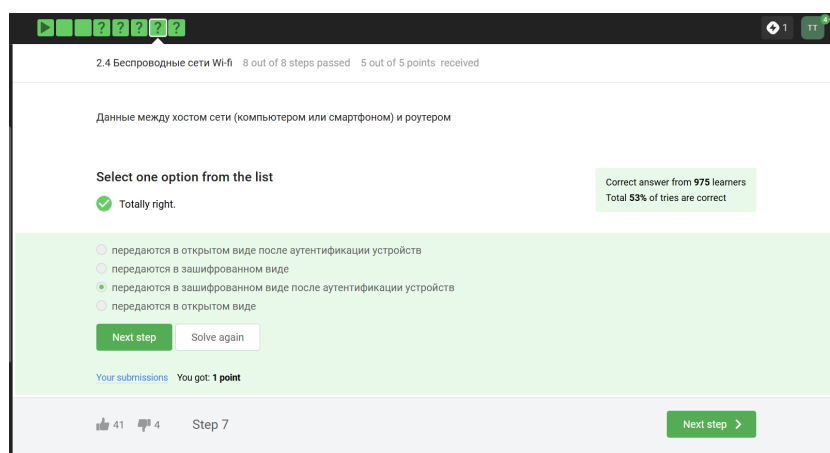 ? ? ? ? ?
1
TT
4
2.4 Беспроводные сети Wi-fi 8 out of 8 steps passed 5 out of 5 points received
Данные между хостом сети (компьютером или смартфоном) и роутером
Select one option from the list
Totally right.
Correct answer from 975 learners
Total 53% of tries are correct
передаются в открытом виде после аутентификации устройств
передаются в зашифрованном виде
передаются в зашифрованном виде после аутентификации устройств
передаются в открытом виде
Next step Solve again
Your submissions You got: 1 point
41 4 Step 7 Next step